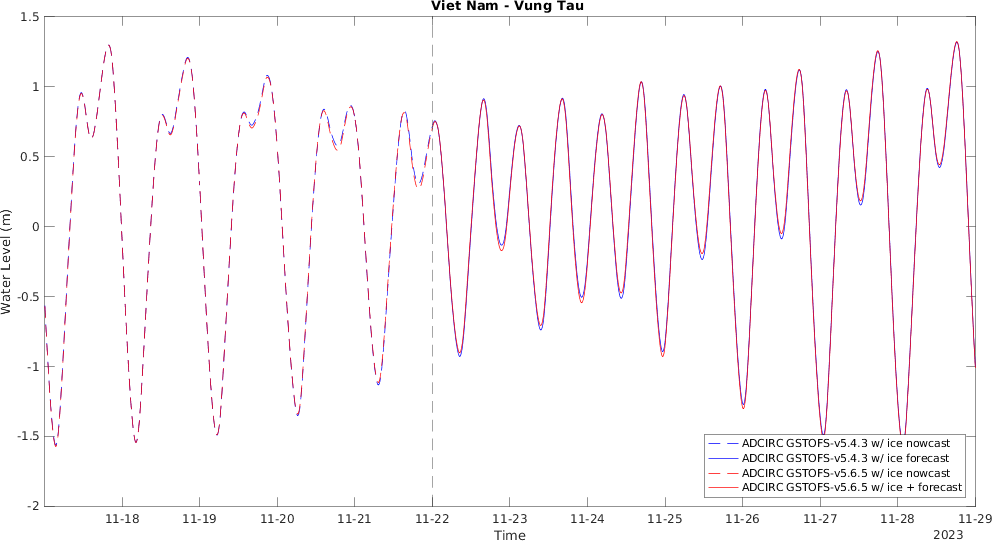 Viet Nam - Vung Tau
1.5
1
0.5
0
-0.5
-1
-1.5
-2
Water Level (m)
ADCIRC GSTOFS-v5.4.3 w/ ice nowcast
ADCIRC GSTOFS-v5.4.3 w/ ice forecast
ADCIRC GSTOFS-v5.6.5 w/ ice nowcast
ADCIRC GSTOFS-v5.6.5 w/ ice + forecast
11-18 11-19 11-20 11-21 11-22 11-23 11-24 11-25 11-26 11-27 11-28 11-29
Time
2023